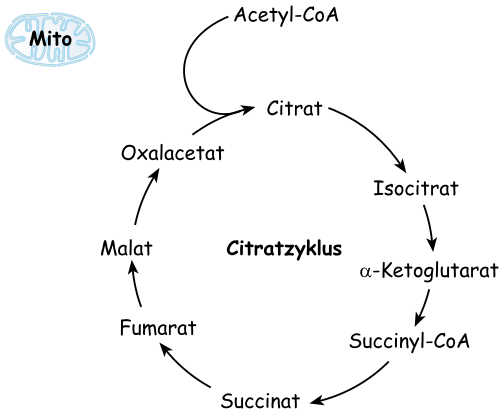 Acetyl-CoA
Mito
Citrat
Oxalacetat
Isocitrat
Malat
Citratzyklus
α-Ketoglutarat
Fumarat
Succinyl-CoA
Succinat